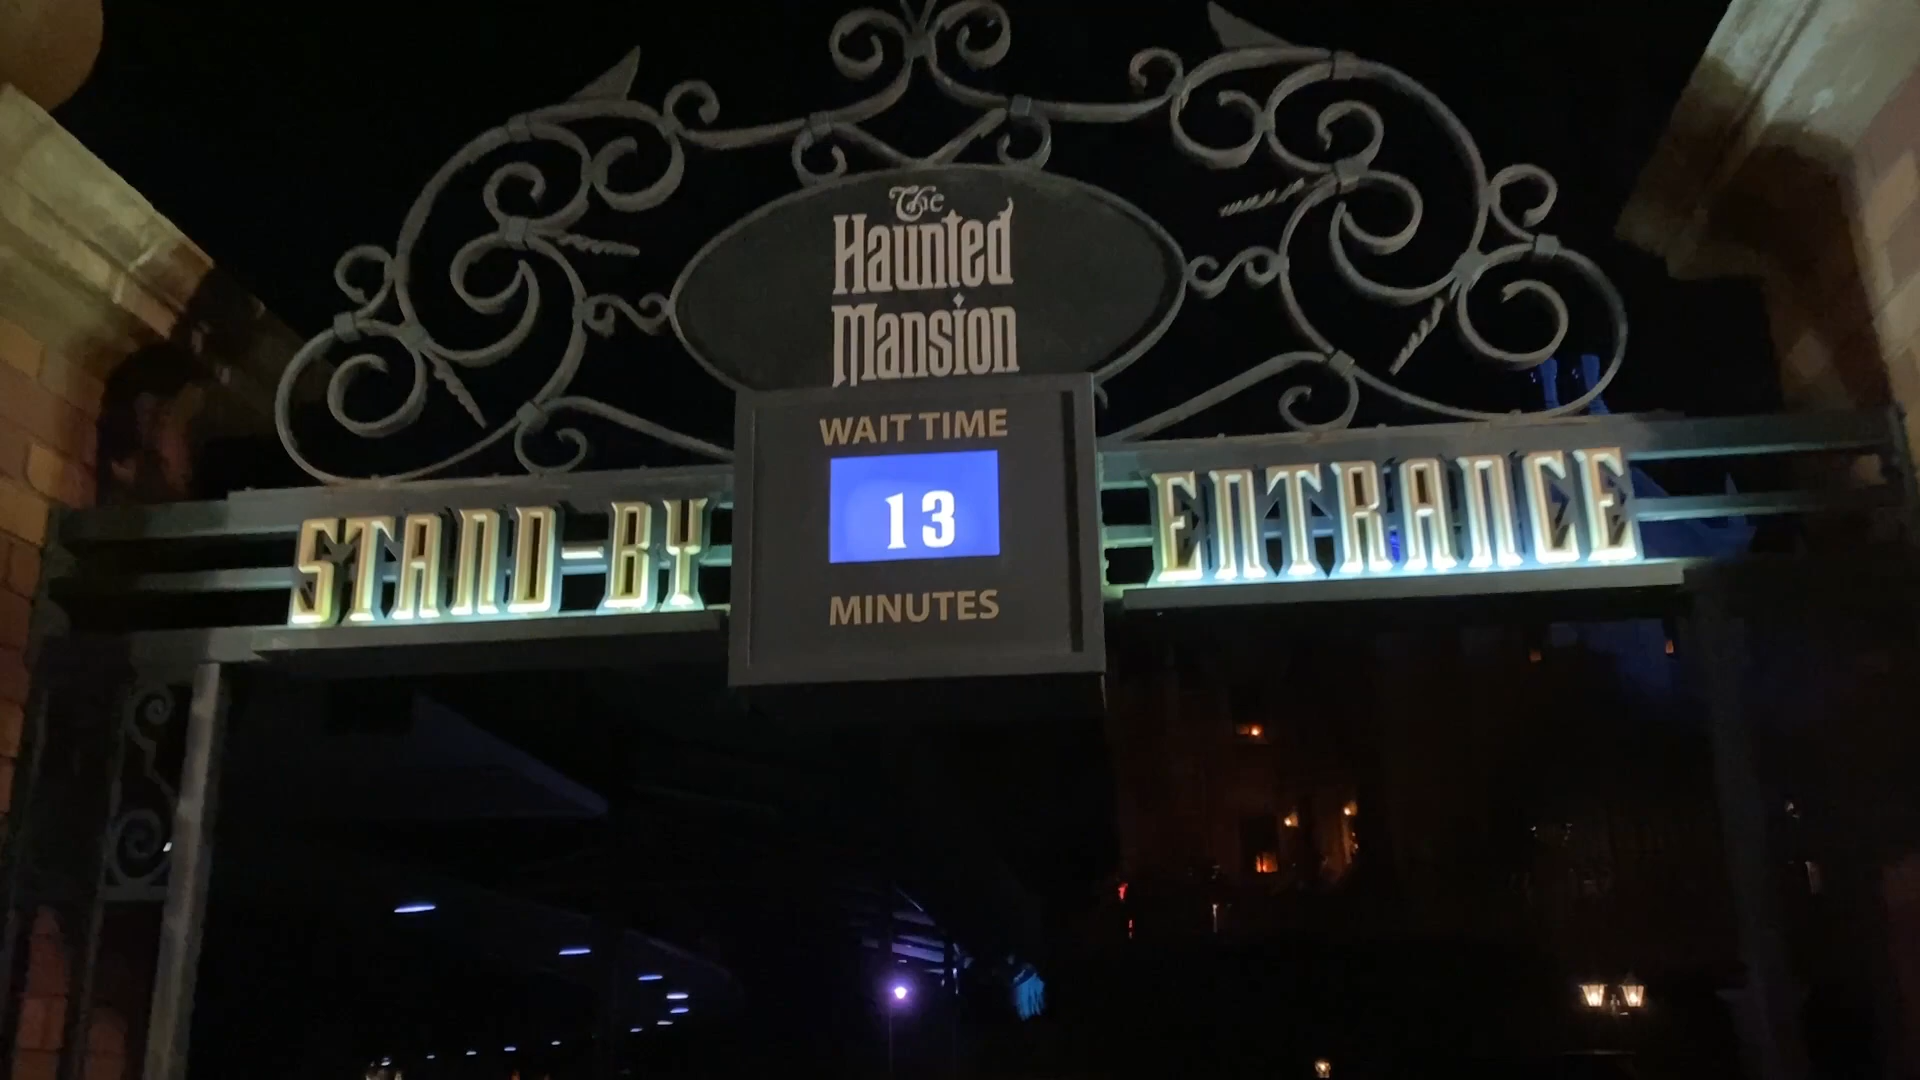 The
Haunted
Mansion
WAIT TIME
13
MINUTES
STAND-BY ENTRANCE